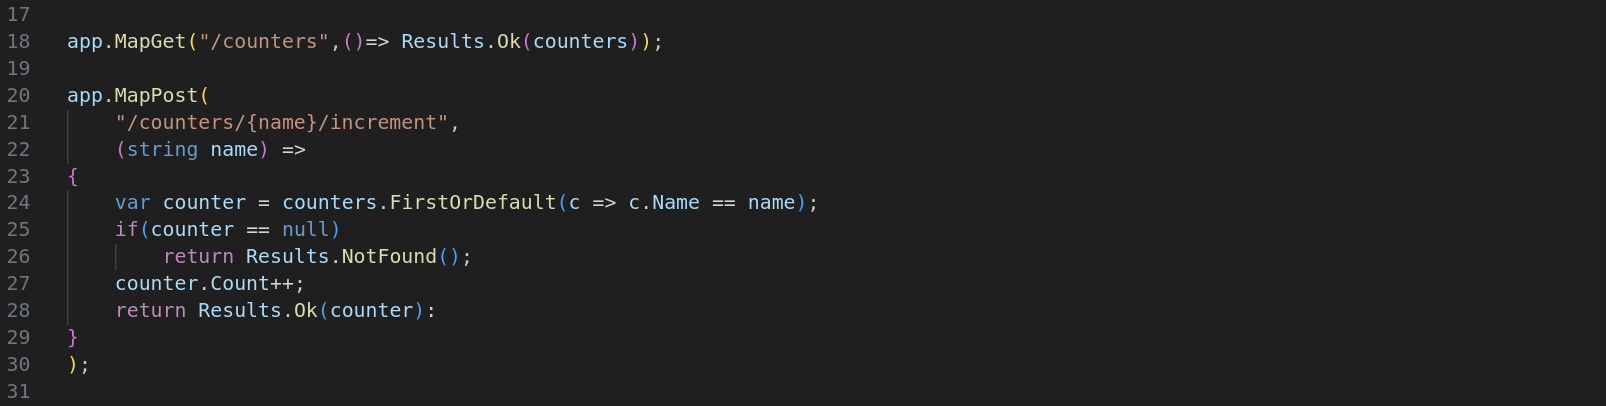 17
18 app.MapGet("/counters",()=> Results.Ok(counters));
19
20 app.MapPost(
21     "/counters/{name}/increment",
22     (string name) =>
23 {
24     var counter = counters.FirstOrDefault(c => c.Name == name);
25     if(counter == null)
26         return Results.NotFound();
27     counter.Count++;
28     return Results.Ok(counter):
29 }
30 );
31